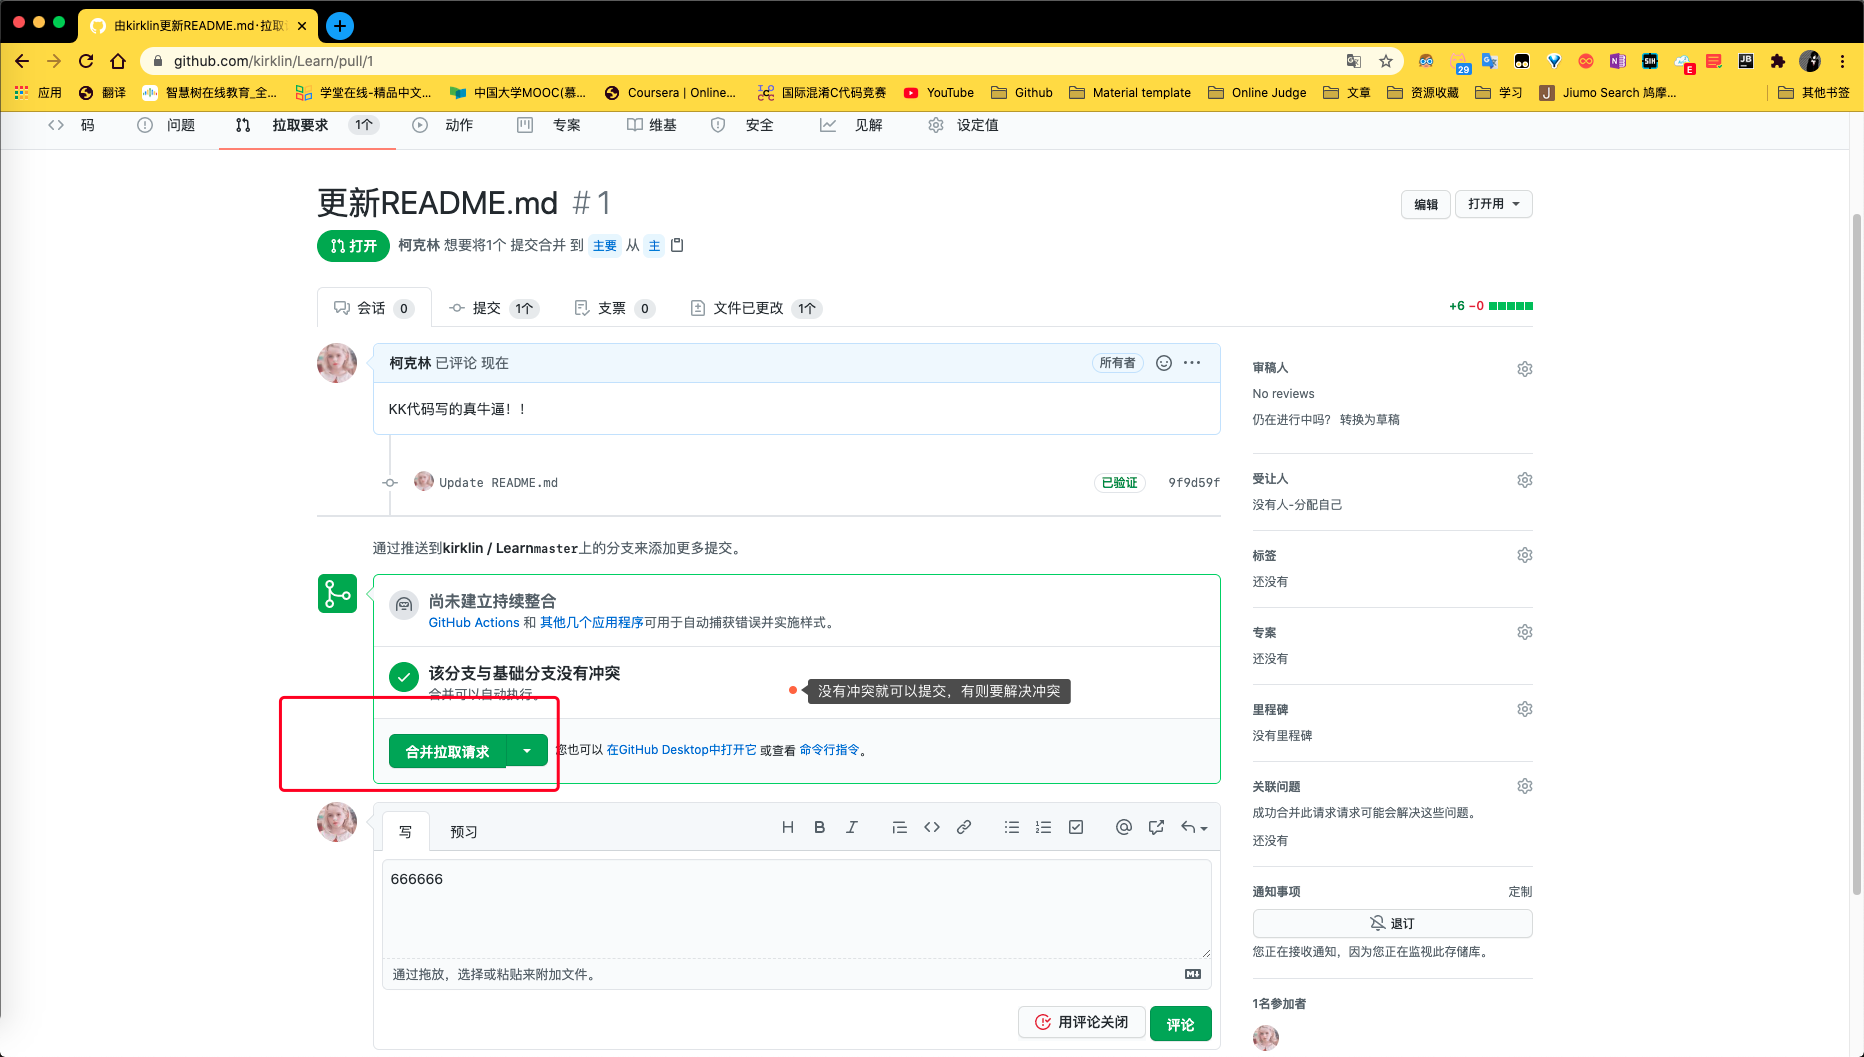 由kirklin更新README.md·拉取
github.com/kirklin/Learn/pull/1
29
E
应用 翻译 智慧树在线教育_全... 学堂在线-精品中文... 中国大学MOOC(慕... Coursera | Online... 国际混淆C代码竞赛 YouTube Github Material template Online Judge 文章 资源收藏 学习 Jiumo Search 鸠摩... 其他书签
码 问题 拉取要求 1个 动作 专案 维基 安全 见解 设定值
更新README.md #1
编辑 打开用
打开 柯克林 想要将1个 提交合并 到 主要 从 主
会话 0 提交 1个 支票 0 文件已更改 1个
+6 −0
柯克林 已评论 现在 所有者
KK代码写的真牛逼！！
Update README.md 已验证 9f9d59f
通过推送到kirklin / Learnmaster上的分支来添加更多提交。
尚未建立持续整合
GitHub Actions 和 其他几个应用程序可用于自动捕获错误并实施样式。
该分支与基础分支没有冲突
合并可以自动执行。
没有冲突就可以提交，有则要解决冲突
合并拉取请求 您也可以 在GitHub Desktop中打开它 或查看 命令行指令。
写 预习
666666
通过拖放，选择或粘贴来附加文件。
用评论关闭 评论
审稿人
No reviews
仍在进行中吗？ 转换为草稿
受让人
没有人-分配自己
标签
还没有
专案
还没有
里程碑
没有里程碑
关联问题
成功合并此请求请求可能会解决这些问题。
还没有
通知事项 定制
退订
您正在接收通知，因为您正在监视此存储库。
1名参加者